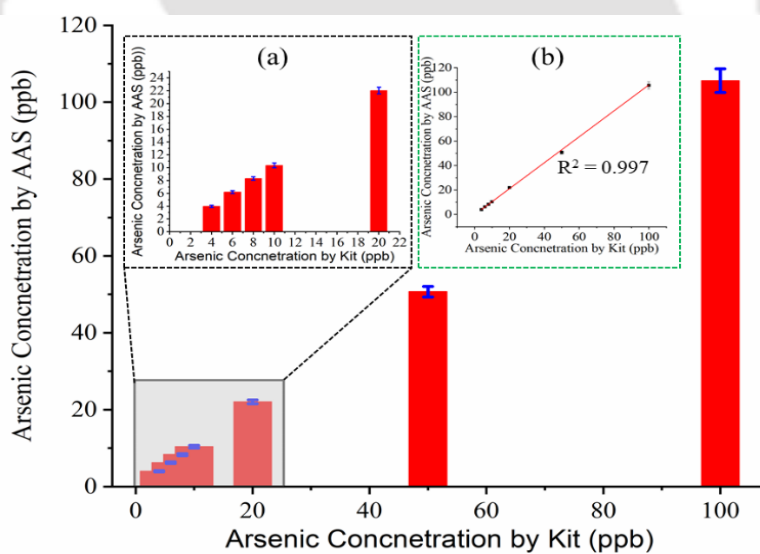 120
100
80
60
40
20
0
Arsenic Concnetration by AAS (ppb)
0 20 40 60 80 100
Arsenic Concnetration by Kit (ppb)
(a)
24
22
20
18
16
14
12
10
8
6
4
2
0
Arsenic Concnetration by AAS (ppb))
0 2 4 6 8 10 12 14 16 18 20 22
Arsenic Concnetration by Kit (ppb)
(b)
120
100
80
60
40
20
0
Arsenic Concnetration by AAS (ppb)
R² = 0.997
0 20 40 60 80 100
Arsenic Concnetration by Kit (ppb)